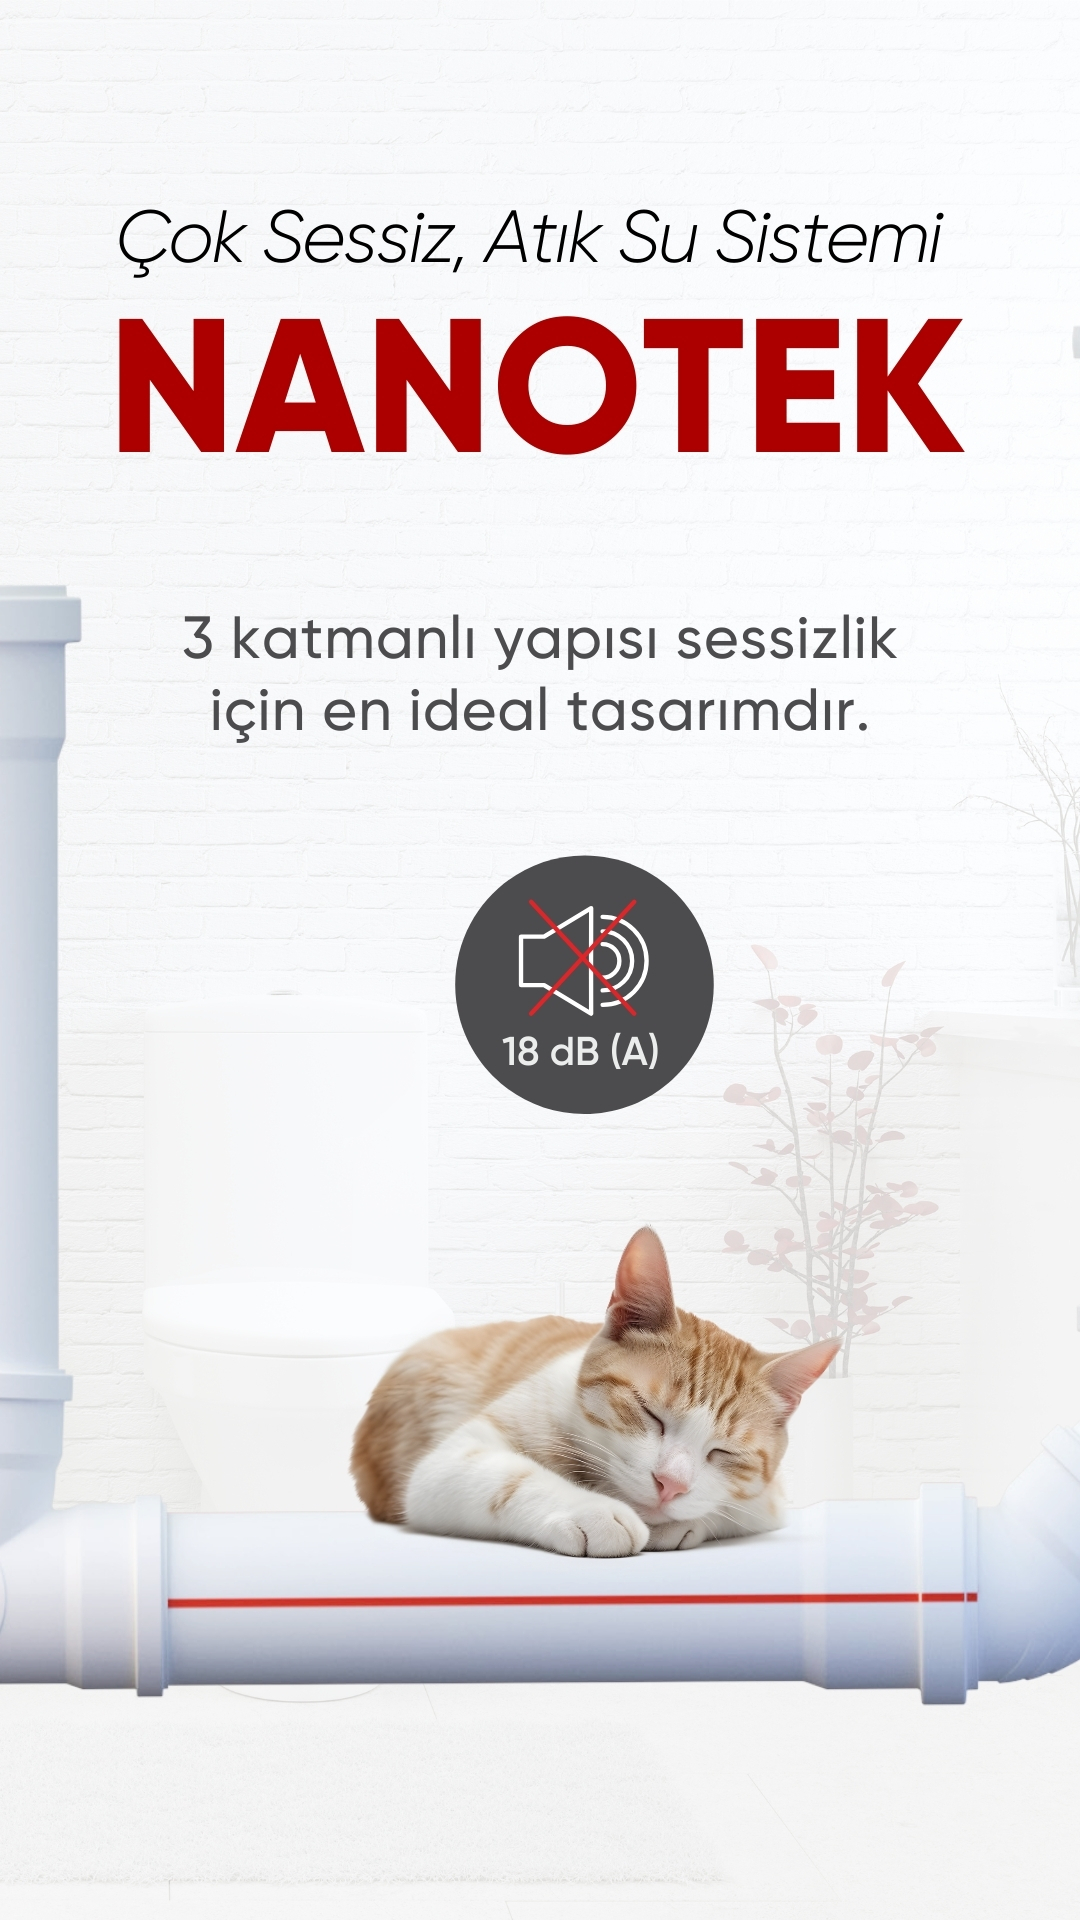 Çok Sessiz, Atık Su Sistemi
NANOTEK
3 katmanlı yapısı sessizlik
için en ideal tasarımdır.
18 dB (A)